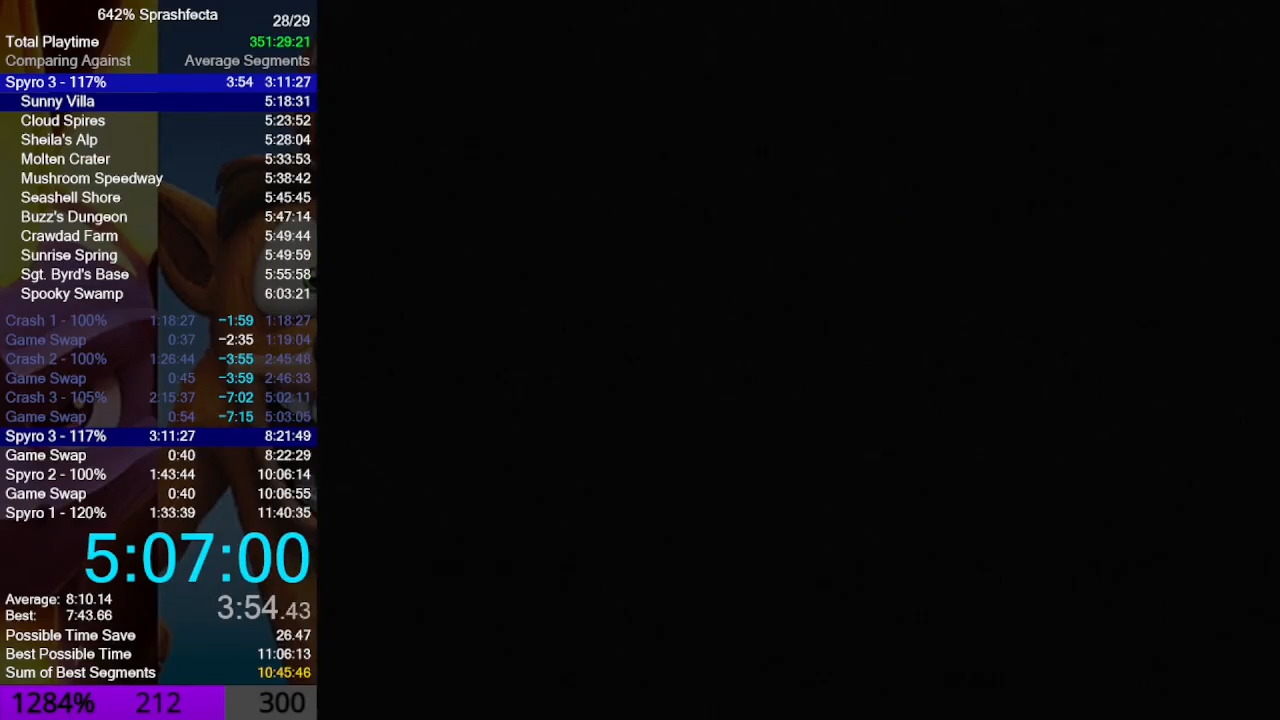 642% Sprashfecta
28/29
Total Playtime 351:29:21
Comparing Against Average Segments
Spyro 3 - 117% 3:54 3:11:27
Sunny Villa 5:18:31
Cloud Spires 5:23:52
Sheila's Alp 5:28:04
Molten Crater 5:33:53
Mushroom Speedway 5:38:42
Seashell Shore 5:45:45
Buzz's Dungeon 5:47:14
Crawdad Farm 5:49:44
Sunrise Spring 5:49:59
Sgt. Byrd's Base 5:55:58
Spooky Swamp 6:03:21
Crash 1 - 100% 1:18:27 −1:59 1:18:27
Game Swap 0:37 −2:35 1:19:04
Crash 2 - 100% 1:26:44 −3:55 2:45:48
Game Swap 0:45 −3:59 2:46:33
Crash 3 - 105% 2:15:37 −7:02 5:02:11
Game Swap 0:54 −7:15 5:03:05
Spyro 3 - 117% 3:11:27 8:21:49
Game Swap 0:40 8:22:29
Spyro 2 - 100% 1:43:44 10:06:14
Game Swap 0:40 10:06:55
Spyro 1 - 120% 1:33:39 11:40:35
5:07:00
Average: 8:10.14
Best: 7:43.66
3:54.43
Possible Time Save 26.47
Best Possible Time 11:06:13
Sum of Best Segments 10:45:46
1284% 212 300